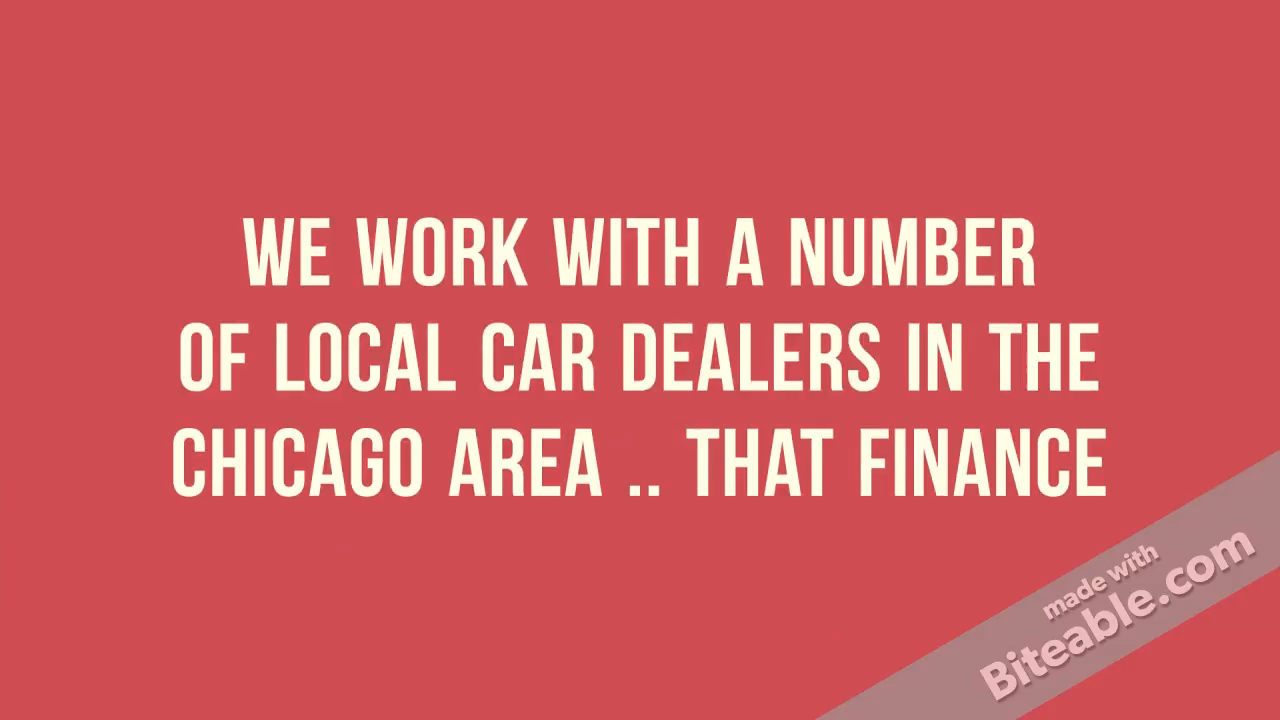 WE WORK WITH A NUMBER
OF LOCAL CAR DEALERS IN THE
CHICAGO AREA .. THAT FINANCE
made with
Biteable.com